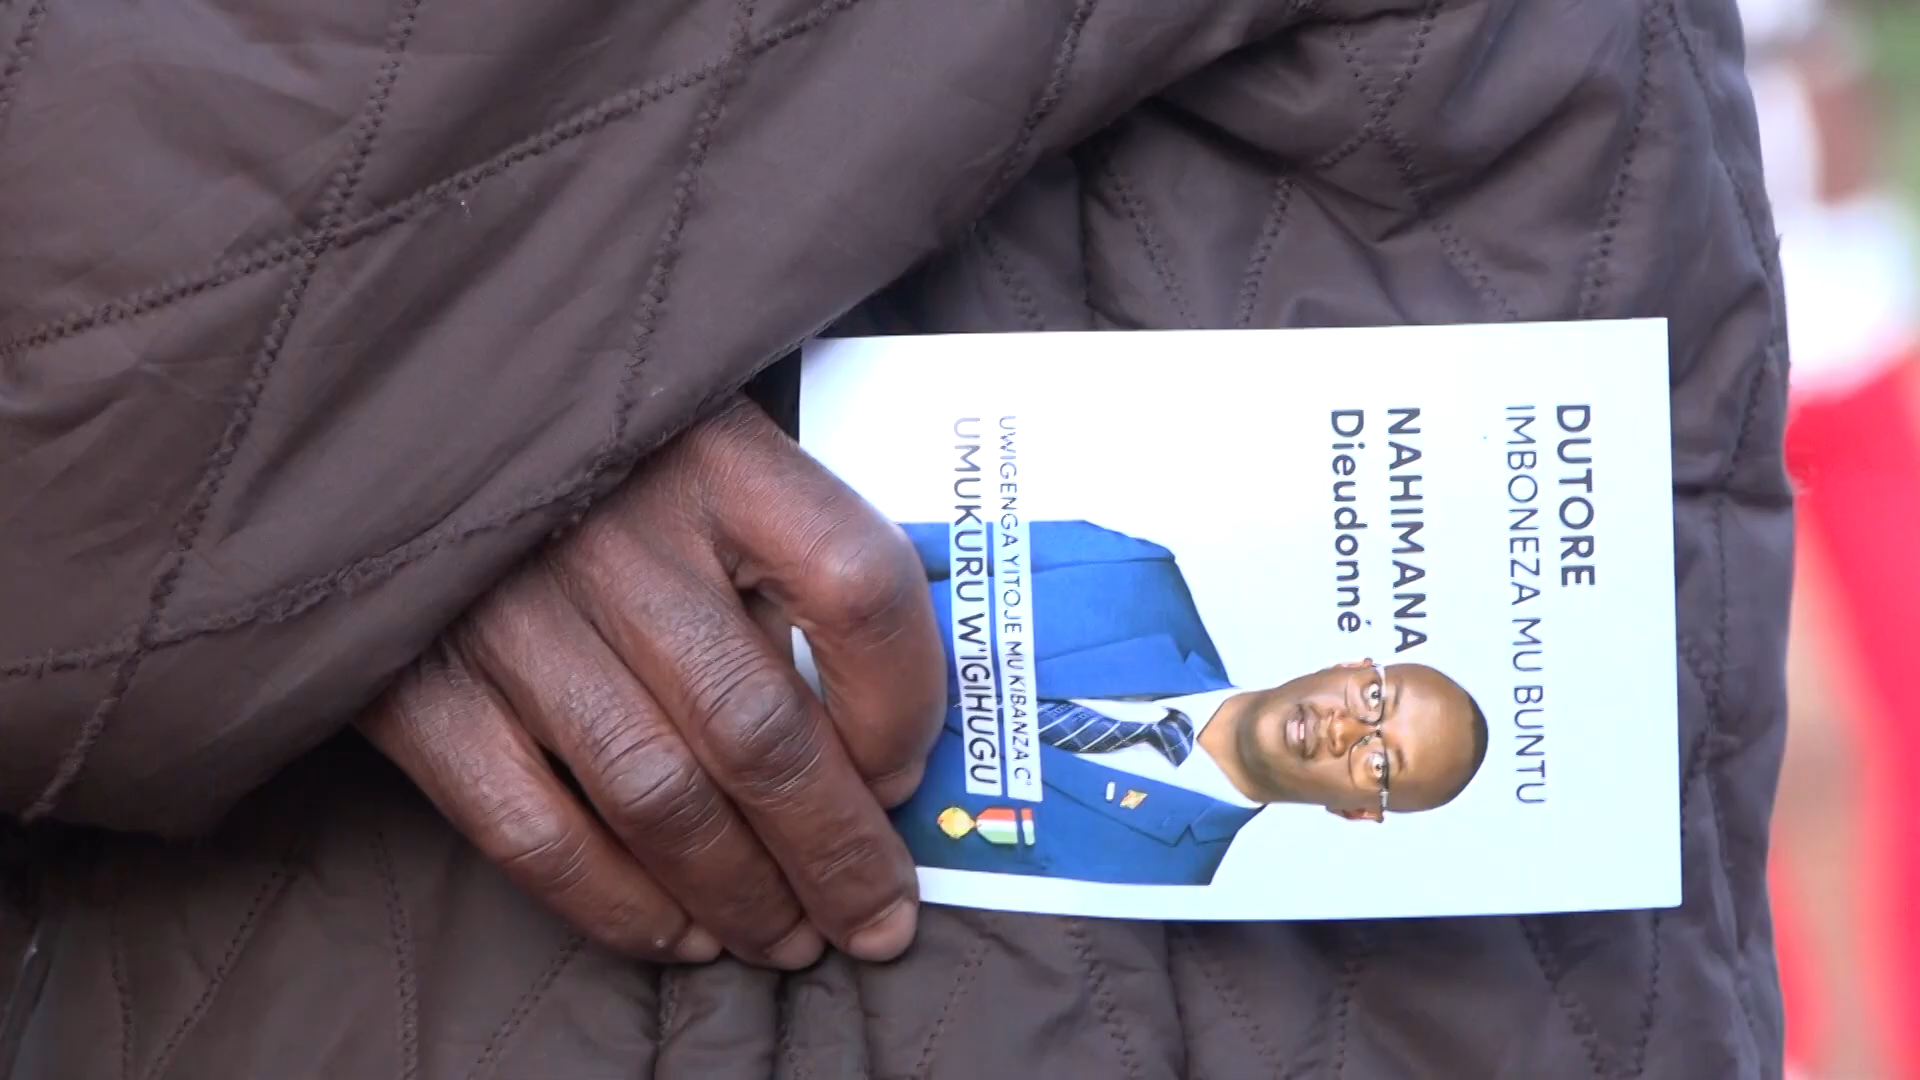 DUTORE
IMBONEZA MU BUNTU
NAHIMANA
Dieudonné
UWIGENGA YITOJE MU KIBANZA C'
UMUKURU W'IGIHUGU